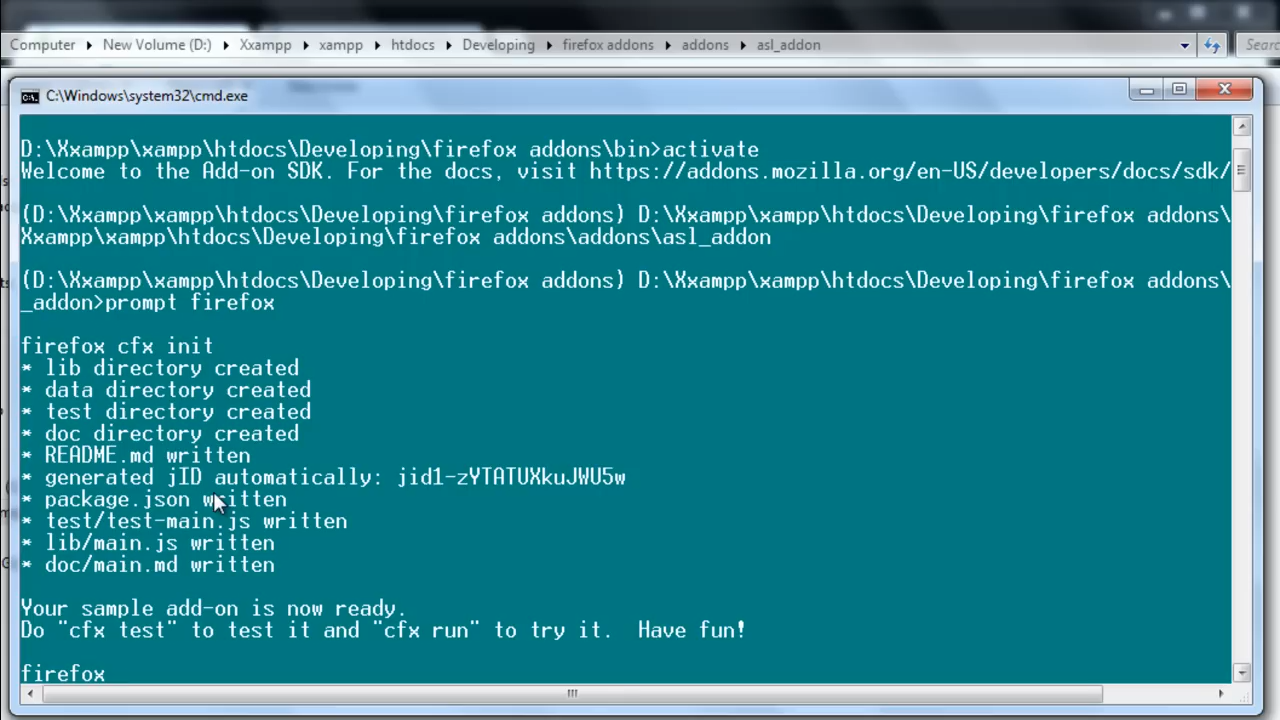 Computer New Volume (D:) Xxampp xampp htdocs Developing firefox addons addons asl_addon Searc
C:\Windows\system32\cmd.exe
D:\Xxampp\xampp\htdocs\Developing\firefox addons\bin>activate
Welcome to the Add-on SDK. For the docs, visit https://addons.mozilla.org/en-US/developers/docs/sdk/
(D:\Xxampp\xampp\htdocs\Developing\firefox addons) D:\Xxampp\xampp\htdocs\Developing\firefox addons\
Xxampp\xampp\htdocs\Developing\firefox addons\addons\asl_addon
(D:\Xxampp\xampp\htdocs\Developing\firefox addons) D:\Xxampp\xampp\htdocs\Developing\firefox addons\
_addon>prompt firefox
firefox cfx init
* lib directory created
* data directory created
* test directory created
* doc directory created
* README.md written
* generated jID automatically: jid1-zYTATUXkuJWU5w
* package.json written
* test/test-main.js written
* lib/main.js written
* doc/main.md written
Your sample add-on is now ready.
Do "cfx test" to test it and "cfx run" to try it.  Have fun!
firefox